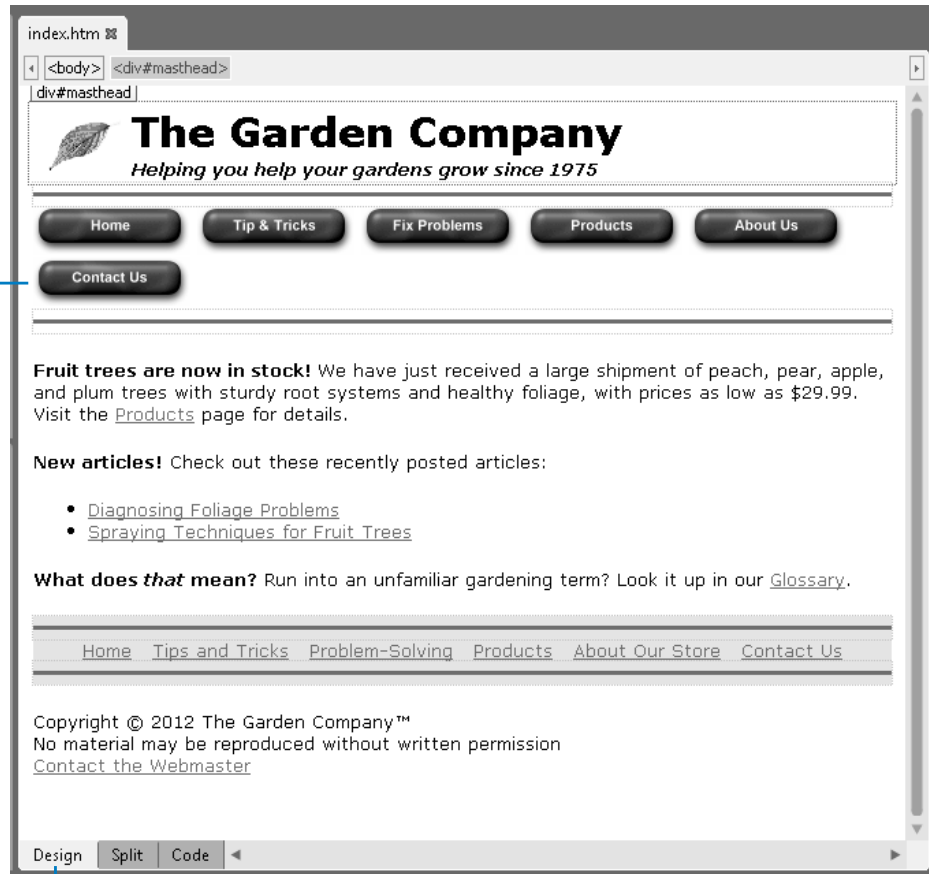 index.htm
<body> <div#masthead>
div#masthead
The Garden Company
Helping you help your gardens grow since 1975
Home Tip & Tricks Fix Problems Products About Us
Contact Us
Fruit trees are now in stock! We have just received a large shipment of peach, pear, apple,
and plum trees with sturdy root systems and healthy foliage, with prices as low as $29.99.
Visit the Products page for details.
New articles! Check out these recently posted articles:
• Diagnosing Foliage Problems
• Spraying Techniques for Fruit Trees
What does that mean? Run into an unfamiliar gardening term? Look it up in our Glossary.
Home Tips and Tricks Problem-Solving Products About Our Store Contact Us
Copyright © 2012 The Garden Company™
No material may be reproduced without written permission
Contact the Webmaster
Design Split Code